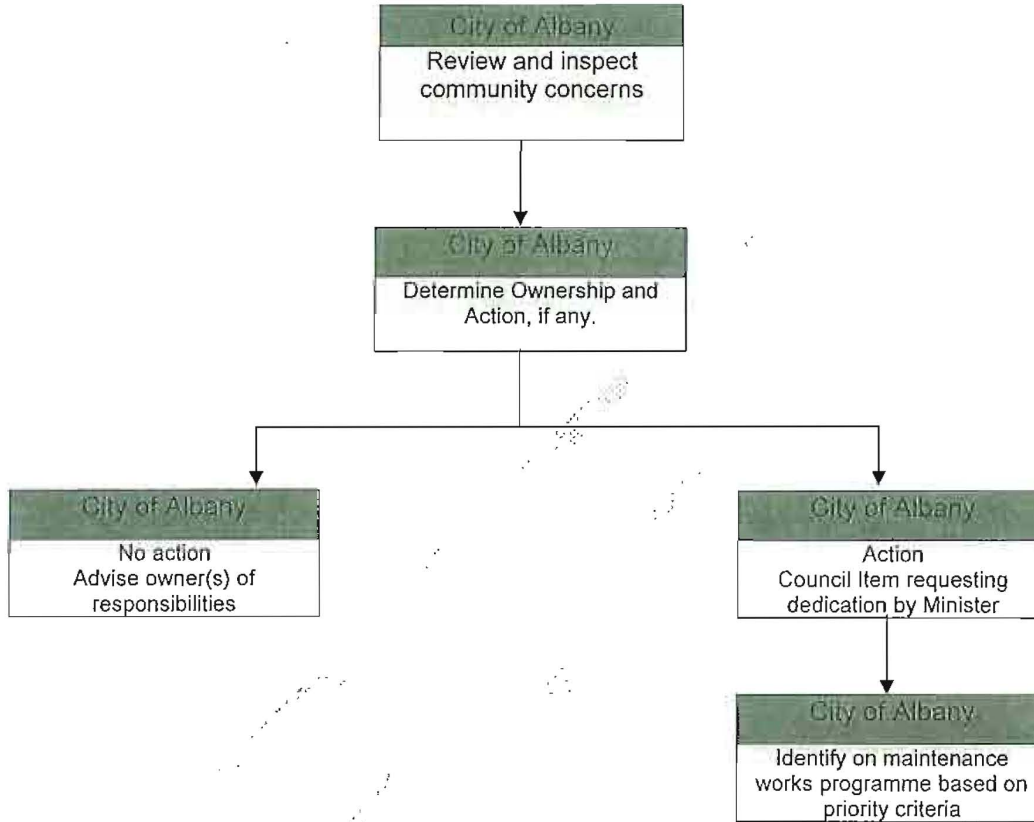 City of Albany
Review and inspect
community concerns
City of Albany
Determine Ownership and
Action, if any.
City of Albany
No action
Advise owner(s) of
responsibilities
City of Albany
Action
Council Item requesting
dedication by Minister
City of Albany
Identify on maintenance
works programme based on
priority criteria